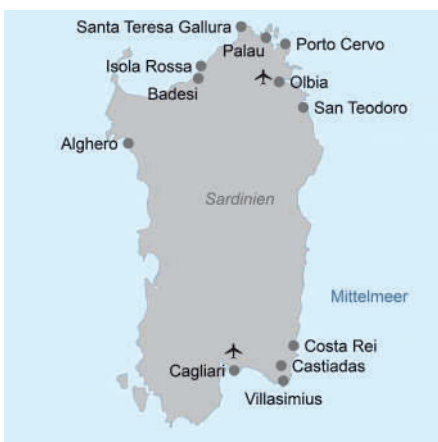 Santa Teresa Gallura
Palau
Porto Cervo
Isola Rossa
Badesi
Olbia
San Teodoro
Alghero
Sardinien
Mittelmeer
Costa Rei
Cagliari
Castiadas
Villasimius